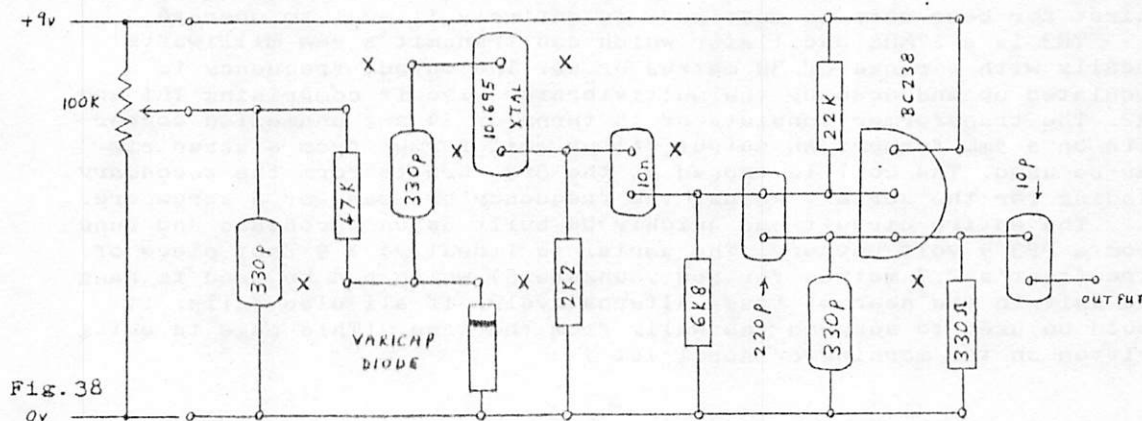 +9v
100K
330p
47K
330p
10.695
XTAL
10n
2K2
22K
BC238
6K8
220p
330p
330Ω
10p
VARICAP
DIODE
OUTPUT
Fig.38
0v